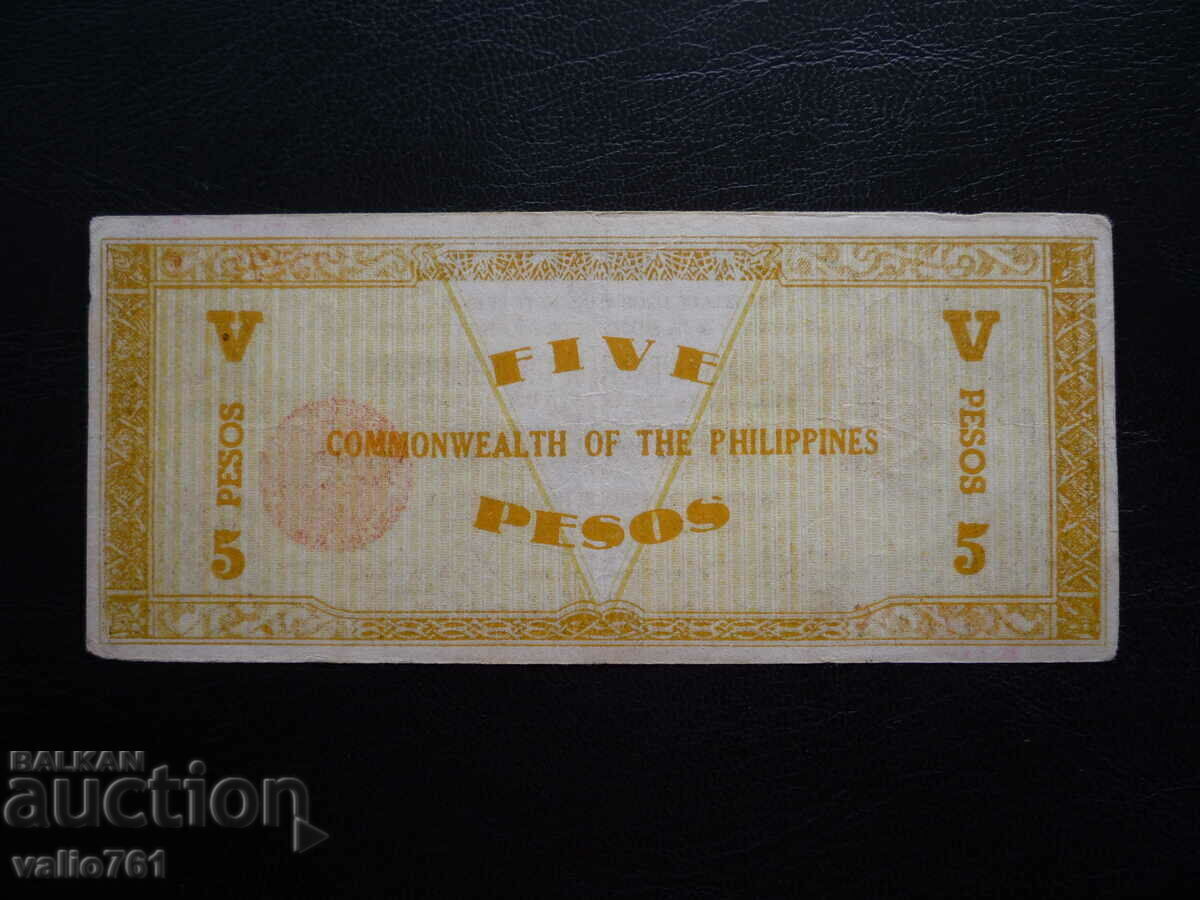 V
V
FIVE
PESOS
PESOS
COMMONWEALTH OF THE PHILIPPINES
PESOS
5
5
BALKAN
auction
valio761